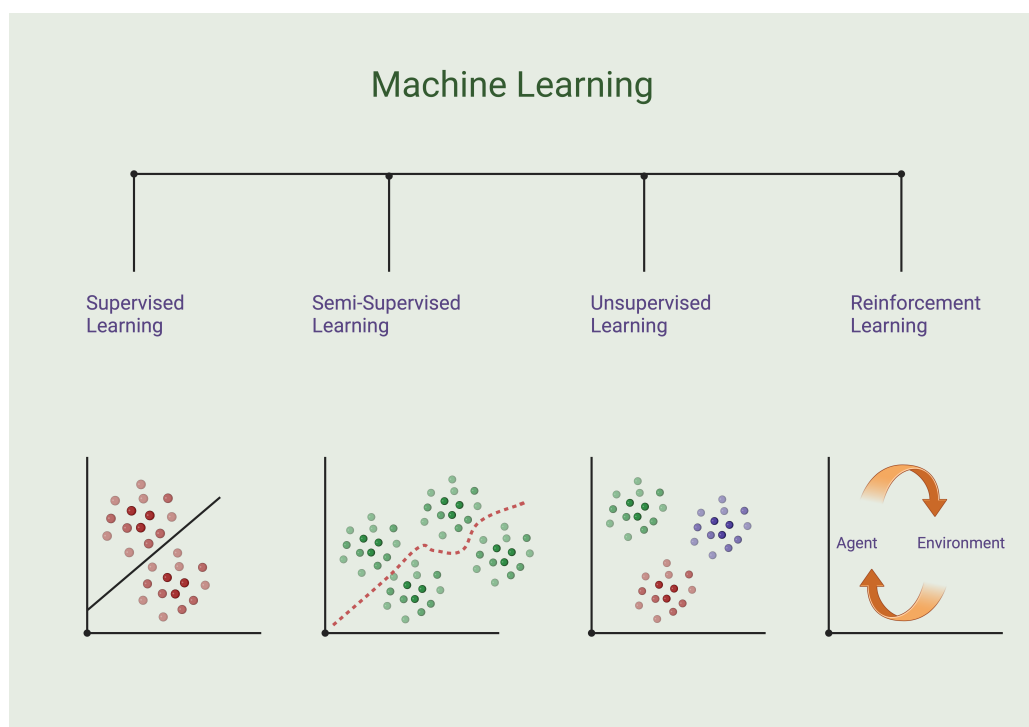 Machine Learning
Supervised
Learning
Semi-Supervised
Learning
Unsupervised
Learning
Reinforcement
Learning
Agent
Environment